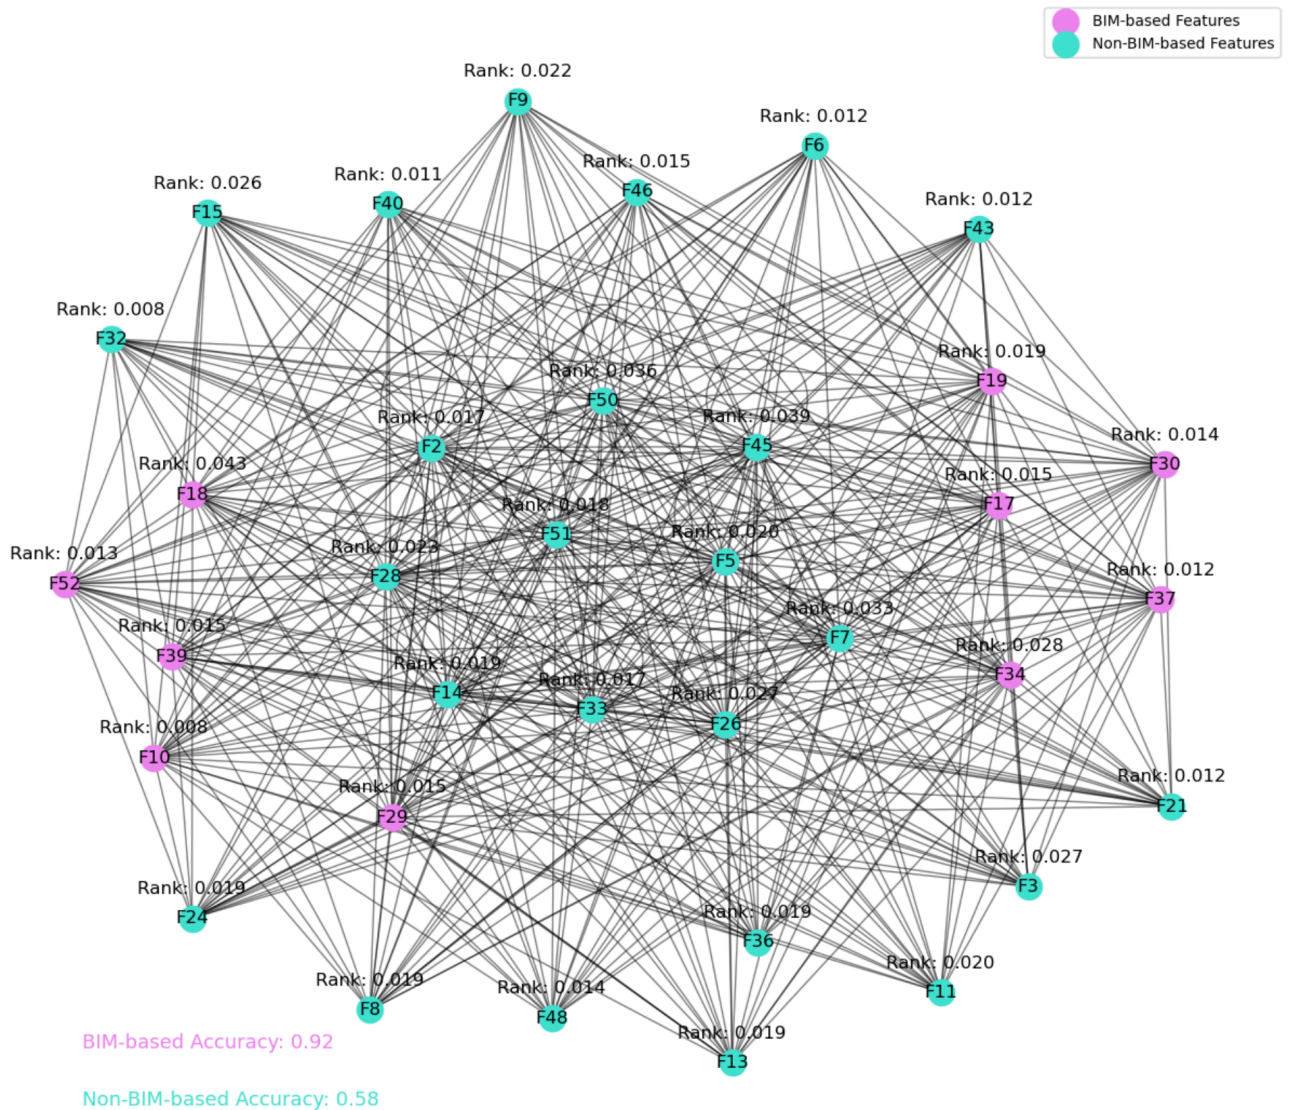 BIM-based Features
Non-BIM-based Features
Rank: 0.022
F9
Rank: 0.012
F6
Rank: 0.015
F46
Rank: 0.011
F40
Rank: 0.026
F15
Rank: 0.012
F43
Rank: 0.008
F32
Rank: 0.019
F19
Rank: 0.036
F50
Rank: 0.017
F2
Rank: 0.039
F45
Rank: 0.014
F30
Rank: 0.043
F18
Rank: 0.015
F17
Rank: 0.018
F51
Rank: 0.020
F5
Rank: 0.023
F28
Rank: 0.013
F52
Rank: 0.012
F37
Rank: 0.033
F7
Rank: 0.015
F39
Rank: 0.028
F34
Rank: 0.019
F14
Rank: 0.017
F33
Rank: 0.027
F26
Rank: 0.008
F10
Rank: 0.012
F21
Rank: 0.015
F29
Rank: 0.027
F3
Rank: 0.019
F24
Rank: 0.019
F36
Rank: 0.020
F11
Rank: 0.019
F8
Rank: 0.014
F48
Rank: 0.019
F13
BIM-based Accuracy: 0.92
Non-BIM-based Accuracy: 0.58